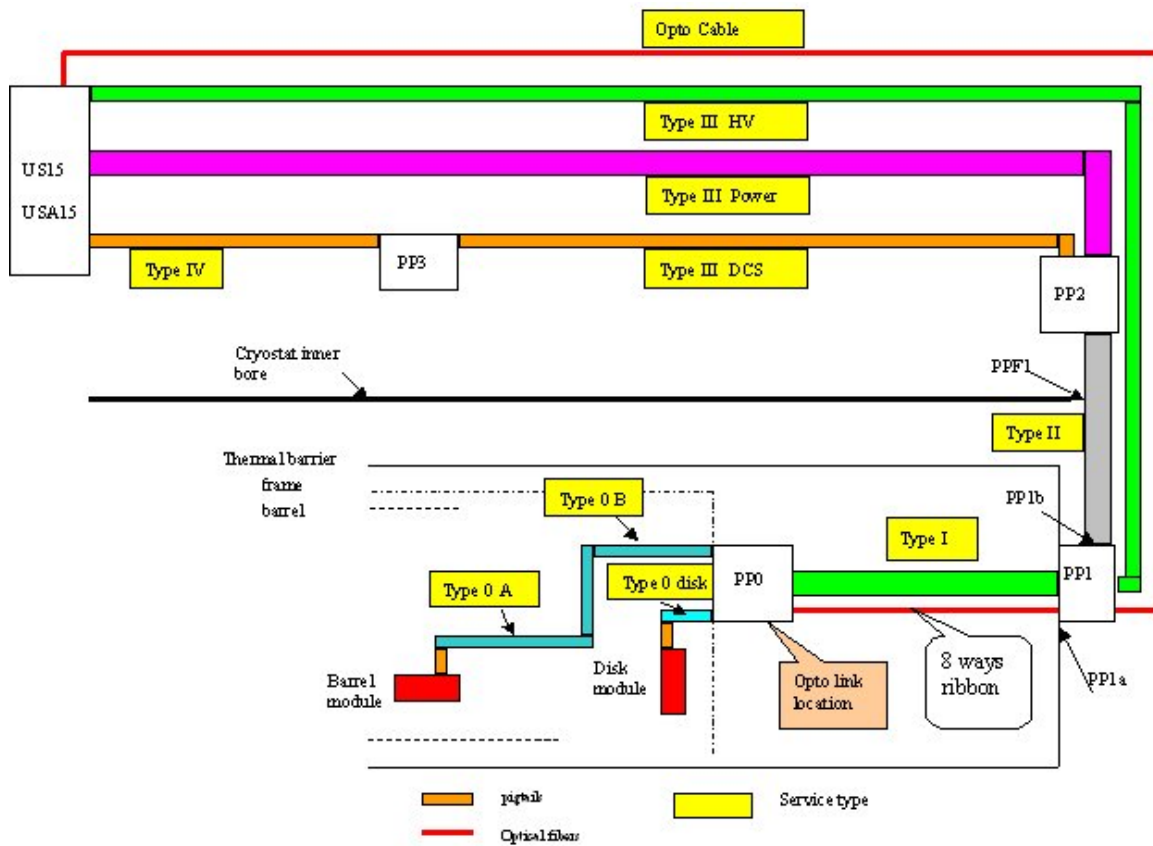 Opto Cable
Type III HV
US15
USA15
Type III Power
Type IV
PP3
Type III DCS
PP2
Cryostat inner
bore
PPF1
Type II
Thermal barrier
frame
barrel
Type 0 B
PP1b
Type I
Type 0 A
Type 0 disk
PP0
PP1
Barrel
module
Disk
module
Opto link
location
8 ways
ribbon
PP1a
pigtails
Service type
Optical fibers